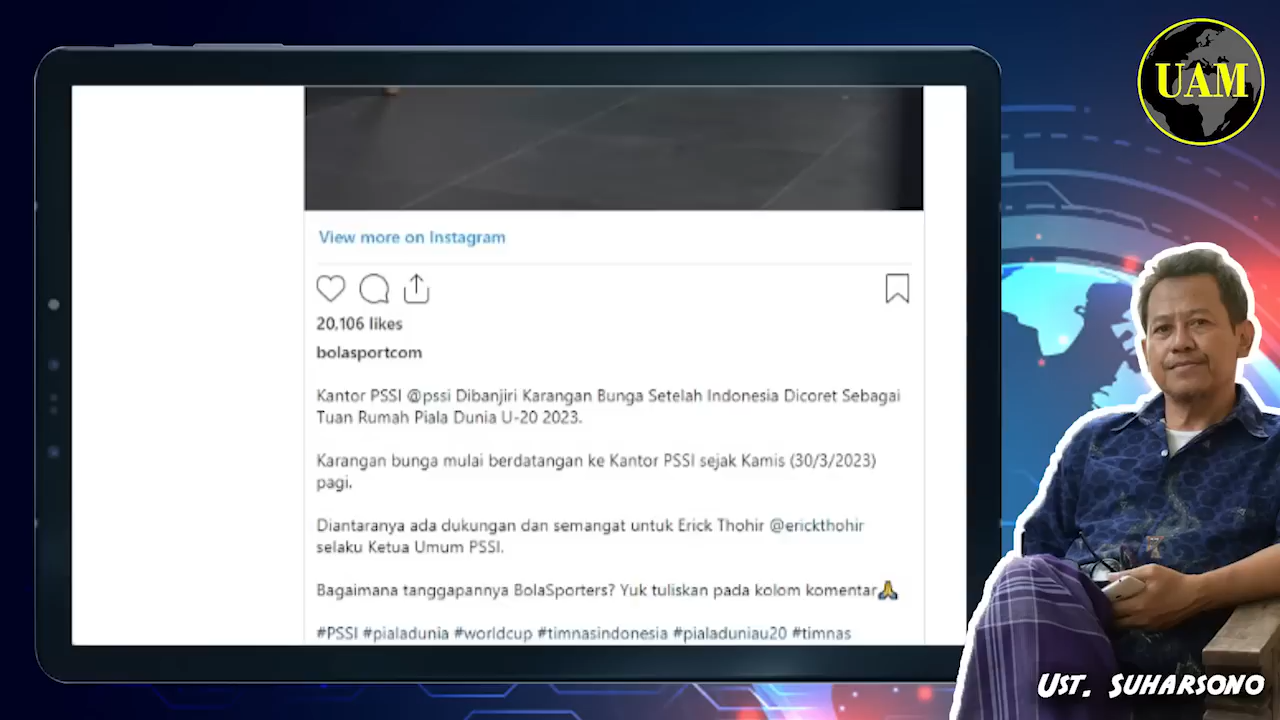 UAM
View more on Instagram
20,106 likes
bolasportcom
Kantor PSSI @pssi Dibanjiri Karangan Bunga Setelah Indonesia Dicoret Sebagai
Tuan Rumah Piala Dunia U-20 2023.
Karangan bunga mulai berdatangan ke Kantor PSSI sejak Kamis (30/3/2023)
pagi.
Diantaranya ada dukungan dan semangat untuk Erick Thohir @erickthohir
selaku Ketua Umum PSSI.
Bagaimana tanggapannya BolaSporters? Yuk tuliskan pada kolom komentar🙏
#PSSI #pialadunia #worldcup #timnasindonesia #pialaduniau20 #timnas
UST. SUHARSONO